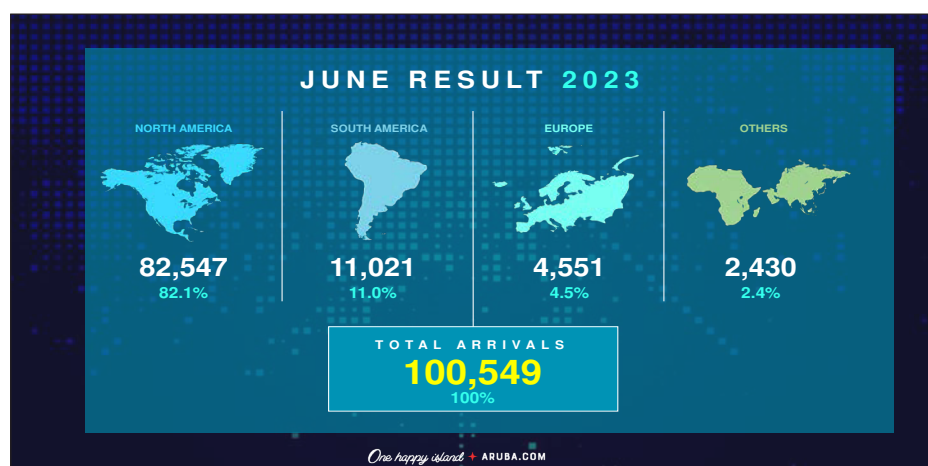 JUNE RESULT 2023
NORTH AMERICA
82,547
82.1%
SOUTH AMERICA
11,021
11.0%
EUROPE
4,551
4.5%
OTHERS
2,430
2.4%
TOTAL ARRIVALS
100,549
100%
One happy island ARUBA.COM